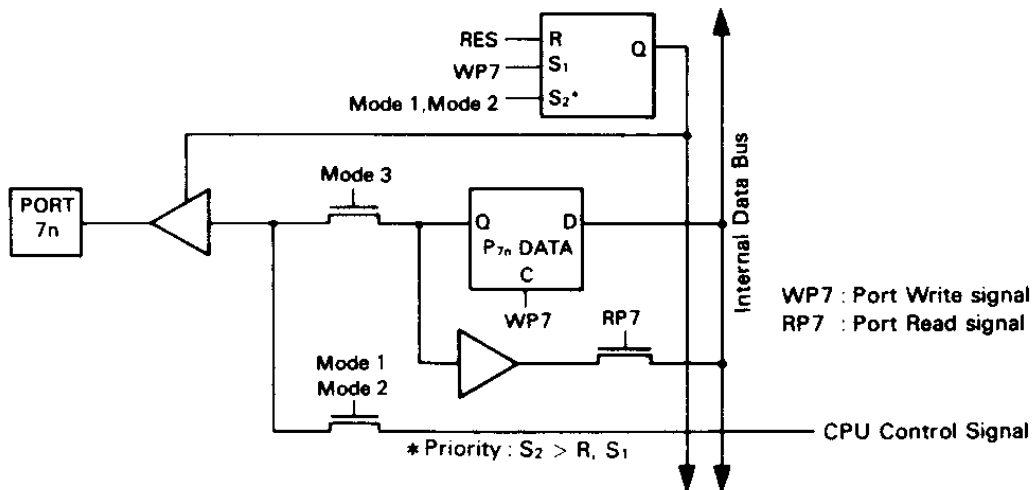 RES
R
Q
WP7
S₁
Mode 1, Mode 2
S₂*
Mode 3
PORT
7n
Q
D
P₇ₙ DATA
C
WP7
RP7
Internal Data Bus
WP7 : Port Write signal
RP7 : Port Read signal
Mode 1
Mode 2
CPU Control Signal
* Priority : S₂ > R, S₁